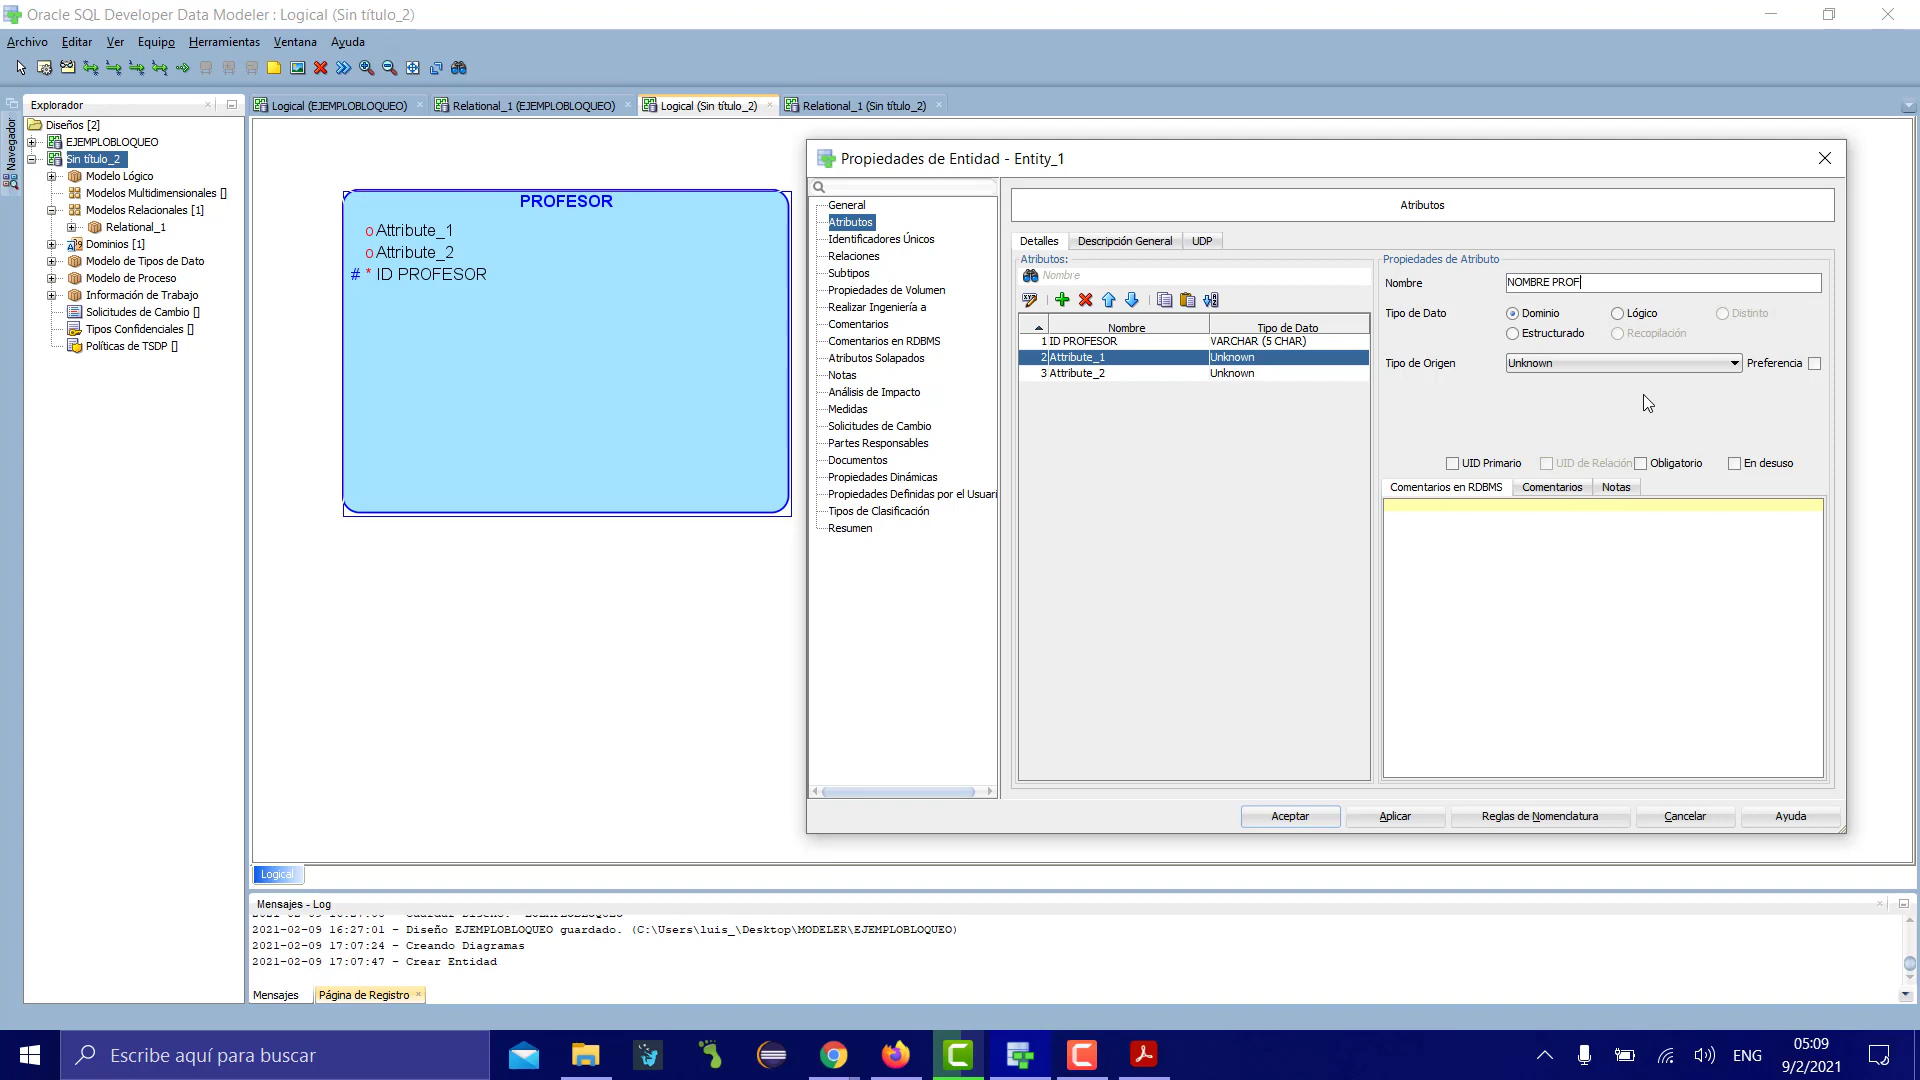 Oracle SQL Developer Data Modeler : Logical (Sin título_2)
Archivo Editar Ver Equipo Herramientas Ventana Ayuda
Navegador
Explorador
Diseños [2]
EJEMPLOBLOQUEO
Sin título_2
Modelo Lógico
Modelos Multidimensionales []
Modelos Relacionales [1]
Relational_1
Dominios [1]
Modelo de Tipos de Dato
Modelo de Proceso
Información de Trabajo
Solicitudes de Cambio []
Tipos Confidenciales []
Políticas de TSDP []
Logical (EJEMPLOBLOQUEO) Relational_1 (EJEMPLOBLOQUEO) Logical (Sin título_2) Relational_1 (Sin título_2)
PROFESOR
o Attribute_1
o Attribute_2
# * ID PROFESOR
Propiedades de Entidad - Entity_1
General
Atributos
Identificadores Únicos
Relaciones
Subtipos
Propiedades de Volumen
Realizar Ingeniería a
Comentarios
Comentarios en RDBMS
Atributos Solapados
Notas
Análisis de Impacto
Medidas
Solicitudes de Cambio
Partes Responsables
Documentos
Propiedades Dinámicas
Propiedades Definidas por el Usuari
Tipos de Clasificación
Resumen
Atributos
Detalles Descripción General UDP
Atributos:
Nombre
Nombre Tipo de Dato
1 ID PROFESOR VARCHAR (5 CHAR)
2 Attribute_1 Unknown
3 Attribute_2 Unknown
Propiedades de Atributo
Nombre NOMBRE PROF
Tipo de Dato Dominio Lógico Distinto
Estructurado Recopilación
Tipo de Origen Unknown Preferencia
UID Primario UID de Relación Obligatorio En desuso
Comentarios en RDBMS Comentarios Notas
Aceptar Aplicar Reglas de Nomenclatura Cancelar Ayuda
Logical
Mensajes - Log
2021-02-09 16:27:01 - Diseño EJEMPLOBLOQUEO guardado. (C:\Users\luis_\Desktop\MODELER\EJEMPLOBLOQUEO)
2021-02-09 17:07:24 - Creando Diagramas
2021-02-09 17:07:47 - Crear Entidad
Mensajes Página de Registro
Escribe aquí para buscar
ENG
05:09
9/2/2021